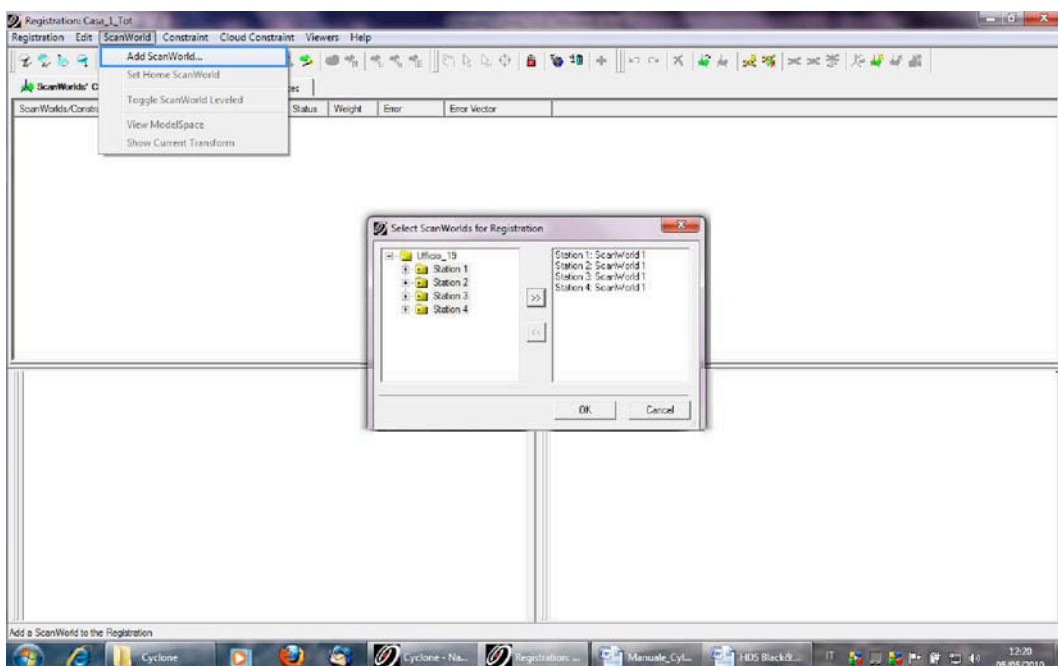 Registration: Casa_1_Tot
Registration Edit ScanWorld Constraint Cloud Constraint Viewers Help
Add ScanWorld...
Set Home ScanWorld
Toggle ScanWorld Leveled
View ModelSpace
Show Current Transform
ScanWorlds' C
ScanWorlds/Constra
Status Weight Error Error Vector
Select ScanWorlds for Registration
Ufficio_19
Station 1
Station 2
Station 3
Station 4
Station 1: ScanWorld 1
Station 2: ScanWorld 1
Station 3: ScanWorld 1
Station 4: ScanWorld 1
>>
<<
OK Cancel
Add a ScanWorld to the Registration
Cyclone
Cyclone - Na...
Registration: ...
Manuale_Cyl...
HDS Black&...
IT
12:20